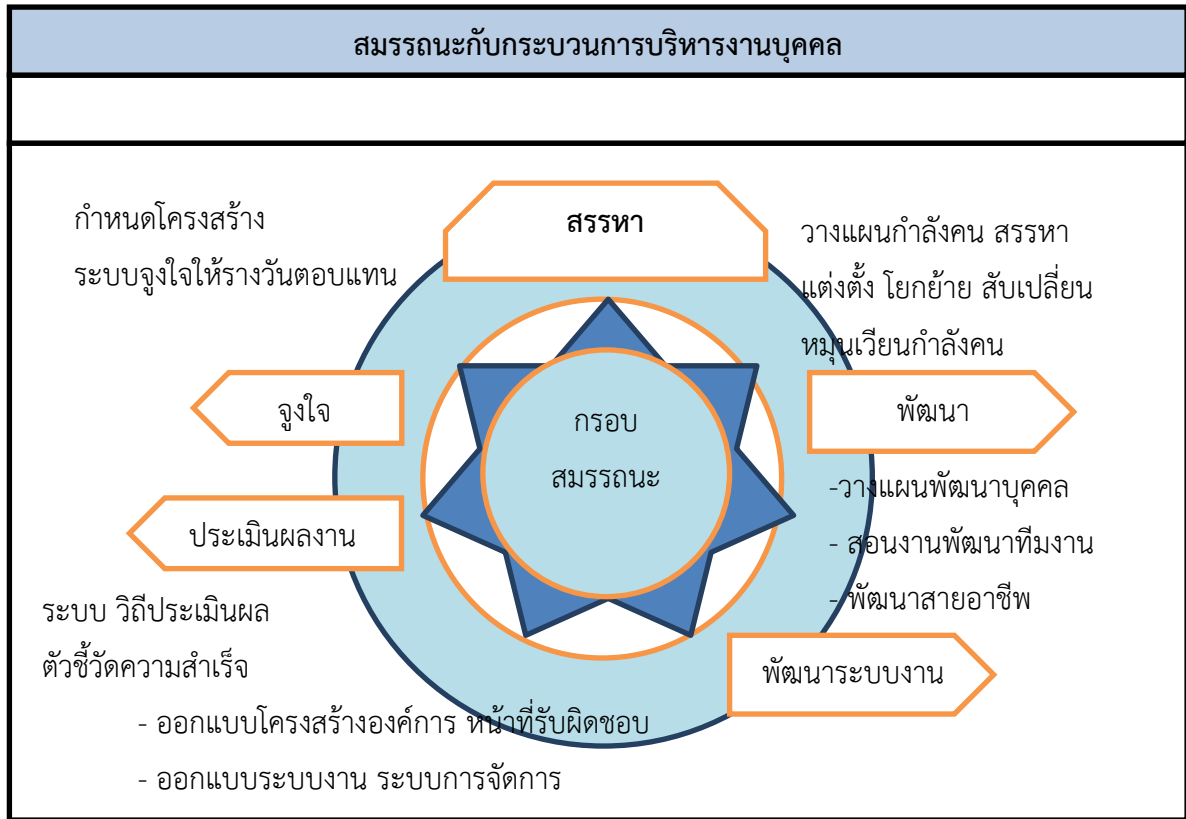 สมรรถนะกับกระบวนการบริหารงานบุคคล
กำหนดโครงสร้าง
ระบบจูงใจให้รางวันตอบแทน
สรรหา
วางแผนกำลังคน สรรหา
แต่งตั้ง โยกย้าย สับเปลี่ยน
หมุนเวียนกำลังคน
จูงใจ
กรอบ
สมรรถนะ
พัฒนา
-วางแผนพัฒนาบุคคล
- สอนงานพัฒนาทีมงาน
- พัฒนาสายอาชีพ
ประเมินผลงาน
ระบบ วิถีประเมินผล
ตัวชี้วัดความสำเร็จ
พัฒนาระบบงาน
- ออกแบบโครงสร้างองค์การ หน้าที่รับผิดชอบ
- ออกแบบระบบงาน ระบบการจัดการ